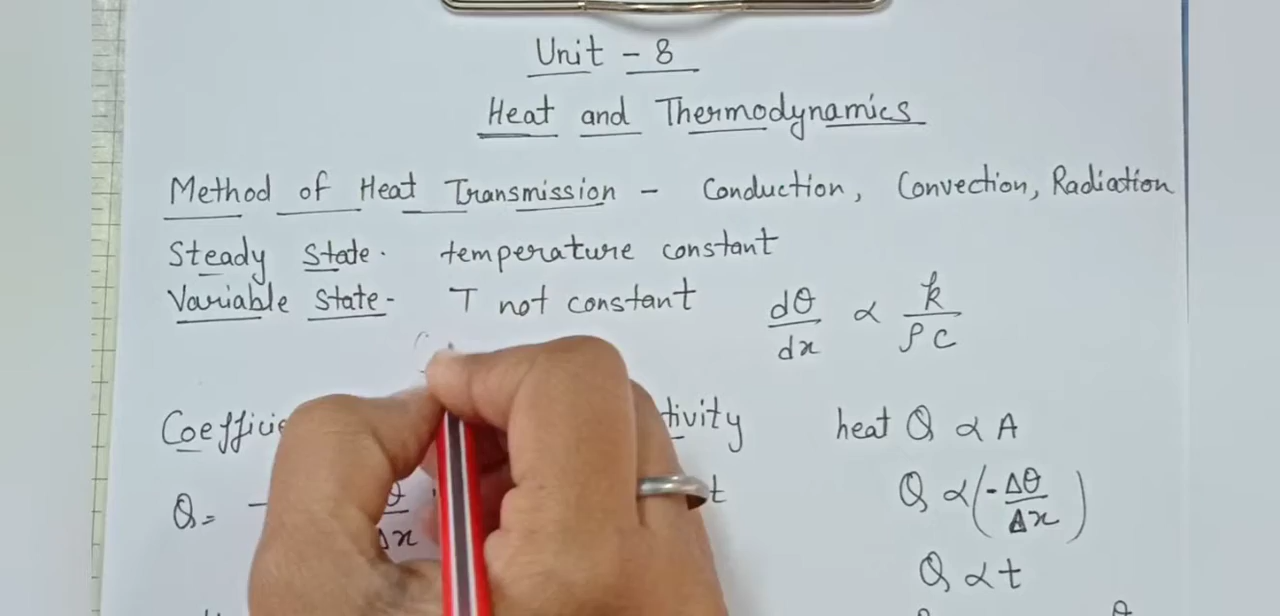 Unit - 8
Heat and Thermodynamics
Method of Heat Transmission - Conduction, Convection, Radiation
Steady State. temperature constant
Variable State - T not constant dθ/dx ∝ k/ρc
tivity heat Q ∝ A
Q = - θ/Δx t Q ∝ (-Δθ/Δx)
Q ∝ t